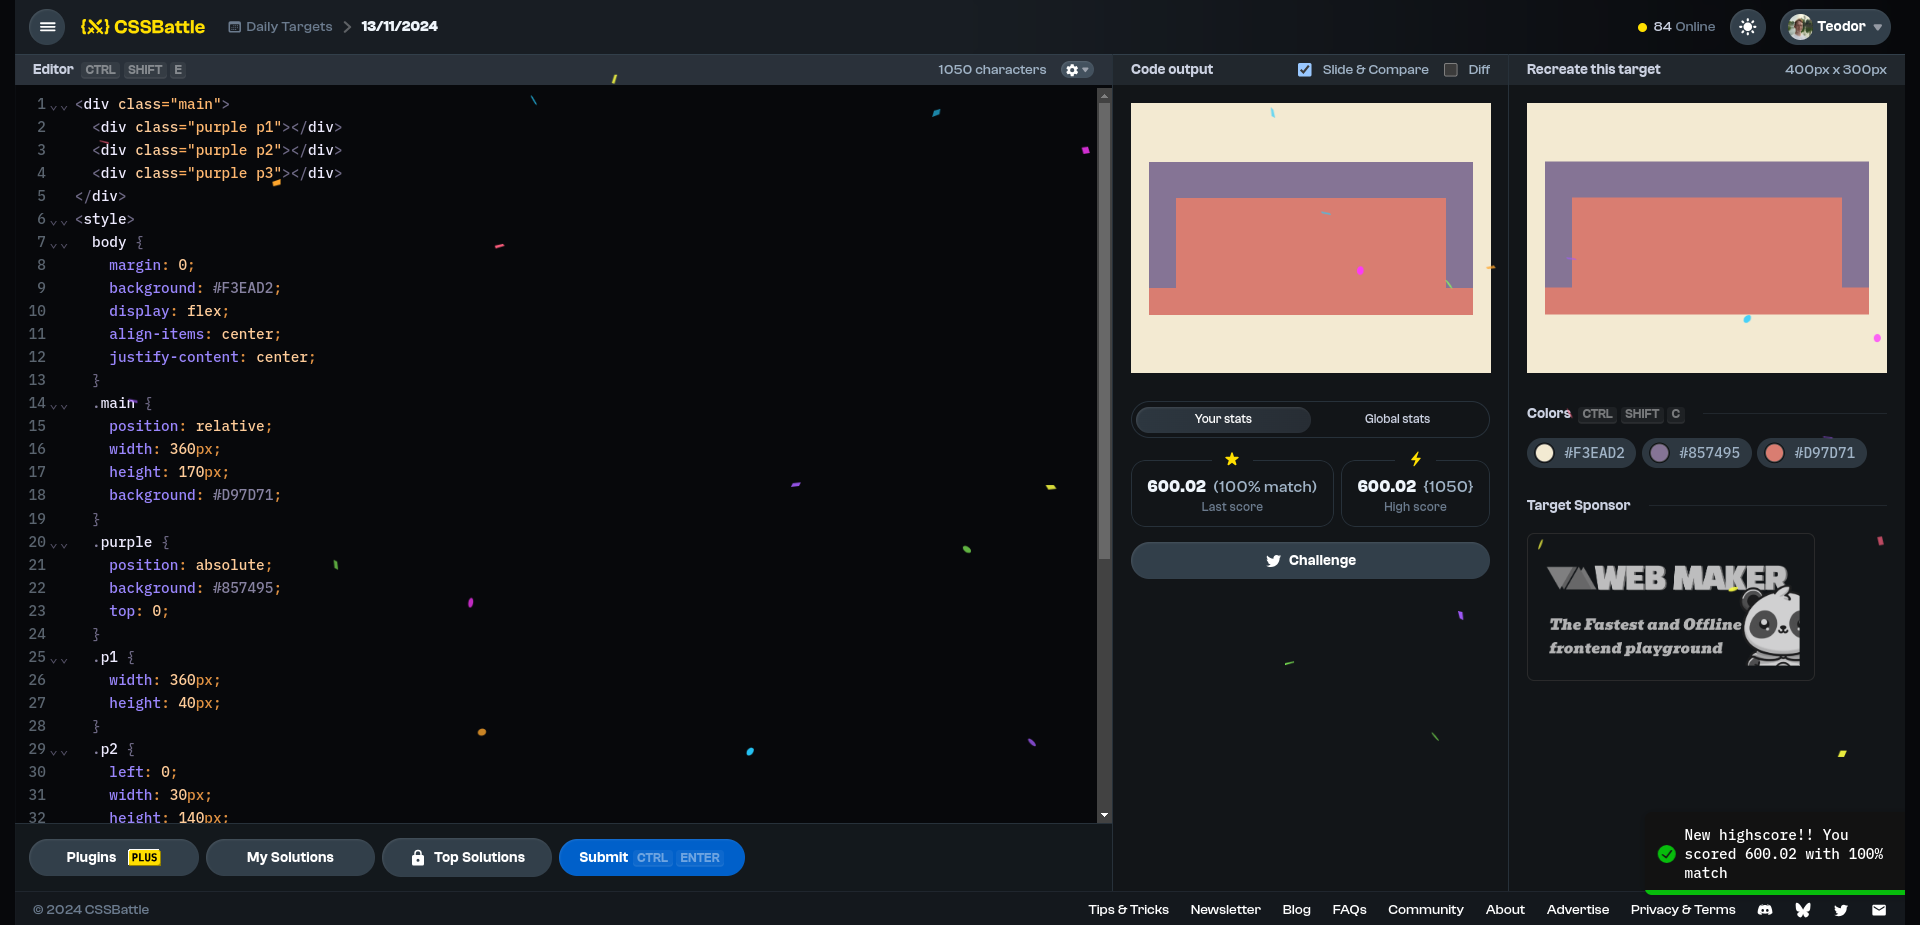 CSSBattle
Daily Targets
13/11/2024
84 Online
Teodor
Editor CTRL SHIFT E
1050 characters
1 <div class="main">
2 <div class="purple p1"></div>
3 <div class="purple p2"></div>
4 <div class="purple p3"></div>
5 </div>
6 <style>
7 body {
8 margin: 0;
9 background: #F3EAD2;
10 display: flex;
11 align-items: center;
12 justify-content: center;
13 }
14 .main {
15 position: relative;
16 width: 360px;
17 height: 170px;
18 background: #D97D71;
19 }
20 .purple {
21 position: absolute;
22 background: #857495;
23 top: 0;
24 }
25 .p1 {
26 width: 360px;
27 height: 40px;
28 }
29 .p2 {
30 left: 0;
31 width: 30px;
32 height: 140px;
Plugins PLUS
My Solutions
Top Solutions
Submit CTRL ENTER
Code output
Slide & Compare
Diff
Your stats
Global stats
600.02 (100% match)
Last score
600.02 {1050}
High score
Challenge
Recreate this target
400px x 300px
Colors CTRL SHIFT C
#F3EAD2
#857495
#D97D71
Target Sponsor
WEB MAKER
The Fastest and Offline
frontend playground
New highscore!! You
scored 600.02 with 100%
match
© 2024 CSSBattle
Tips & Tricks
Newsletter
Blog
FAQs
Community
About
Advertise
Privacy & Terms